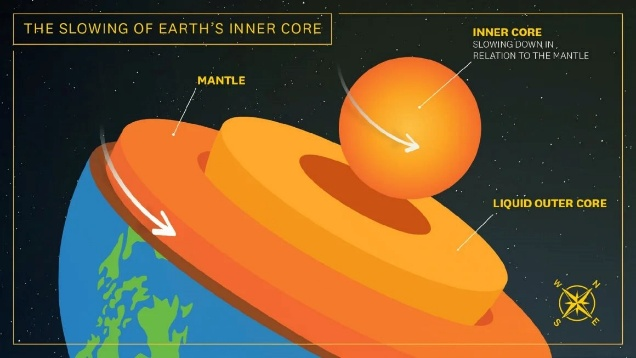 THE SLOWING OF EARTH'S INNER CORE
INNER CORE
SLOWING DOWN IN
RELATION TO THE MANTLE
MANTLE
LIQUID OUTER CORE
W N
S E